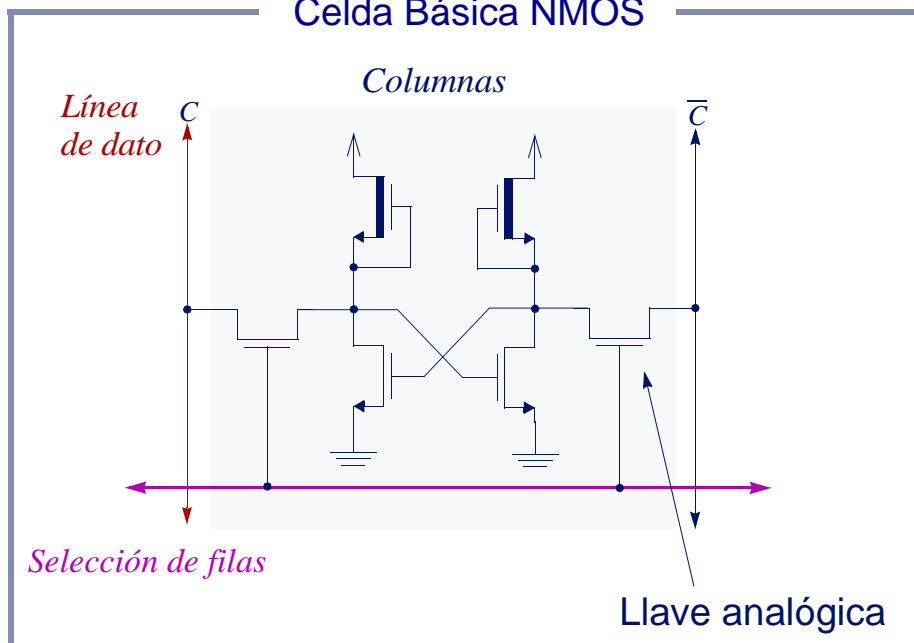 Celda Básica NMOS
Columnas
Línea
de dato
C
C̅
Selección de filas
Llave analógica